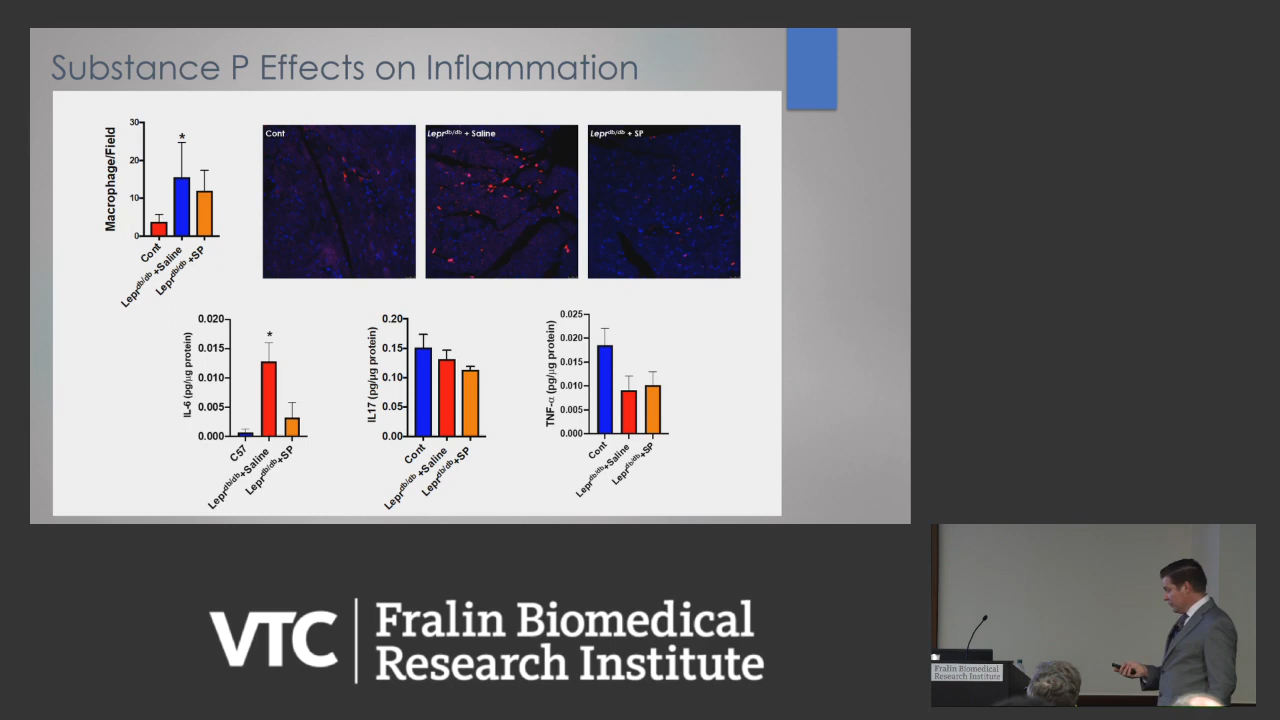 Substance P Effects on Inflammation
Macrophage/Field
30
20
10
0
*
Cont
Lepr^db/db +Saline
Lepr^db/db +SP
Cont
Lepr^db/db + Saline
Lepr^db/db + SP
IL-6 (pg/µg protein)
0.020
0.015
0.010
0.005
0.000
*
C57
Lepr^db/db+Saline
Lepr^db/db+SP
IL17 (pg/µg protein)
0.20
0.15
0.10
0.05
0.00
Cont
Lepr^db/db +Saline
Lepr^db/db +SP
TNF-α (pg/µg protein)
0.025
0.020
0.015
0.010
0.005
0.000
Cont
Lepr^db/db+Saline
Lepr^db/db+SP
VTC
Fralin Biomedical
Research Institute
Fralin Biomedical
Research Institute